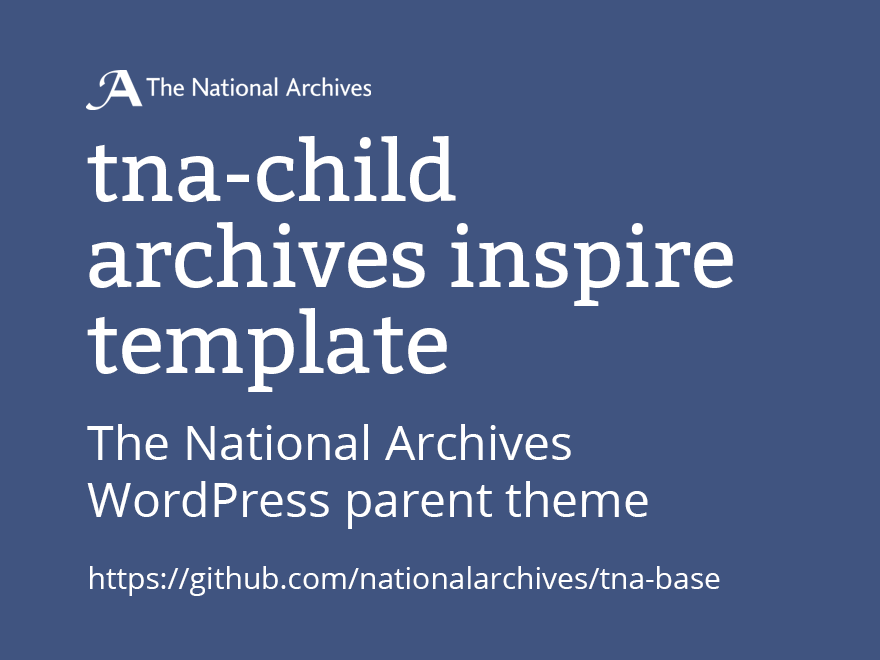 The National Archives
tna-child
archives inspire
template
The National Archives
WordPress parent theme
https://github.com/nationalarchives/tna-base